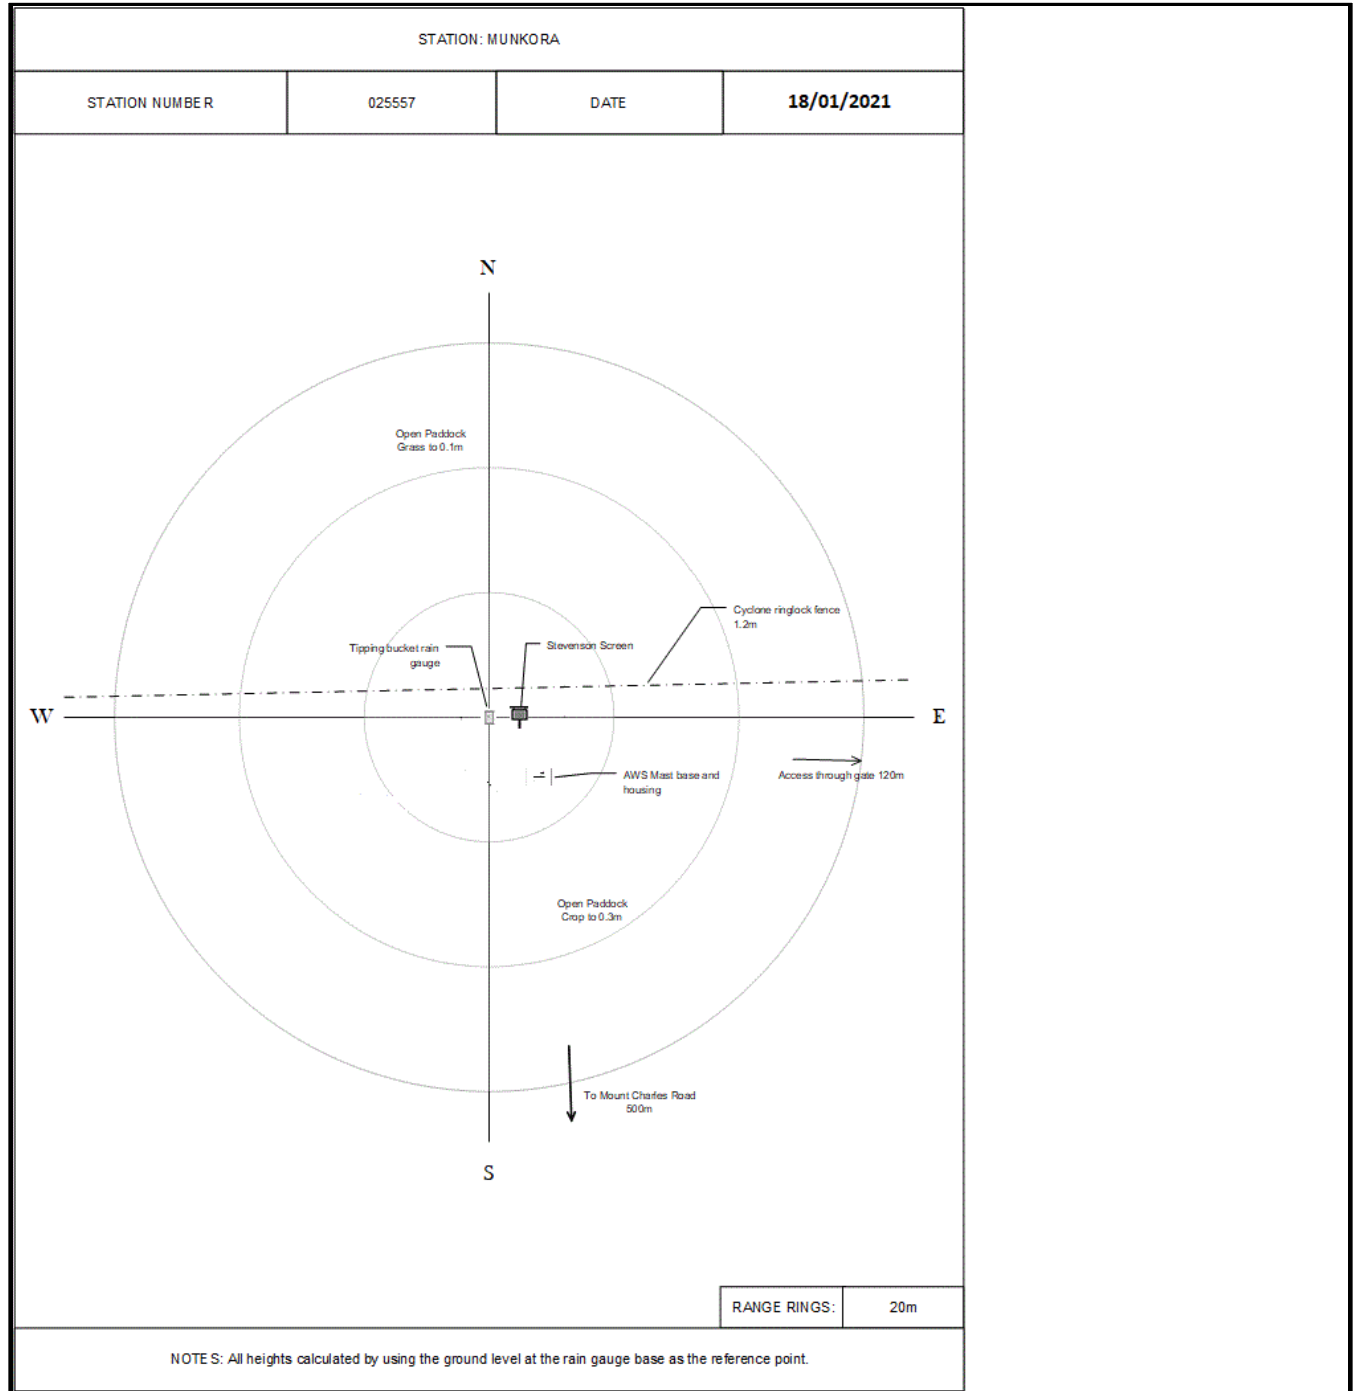 STATION: MUNKORA
STATION NUMBER 025557 DATE 18/01/2021
N
Open Paddock
Grass to 0.1m
Cyclone ringlock fence
1.2m
Tipping bucket rain
gauge
Stevenson Screen
W
E
AWS Mast base and
housing
Access through gate 120m
Open Paddock
Crop to 0.3m
To Mount Charles Road
500m
S
RANGE RINGS: 20m
NOTES: All heights calculated by using the ground level at the rain gauge base as the reference point.